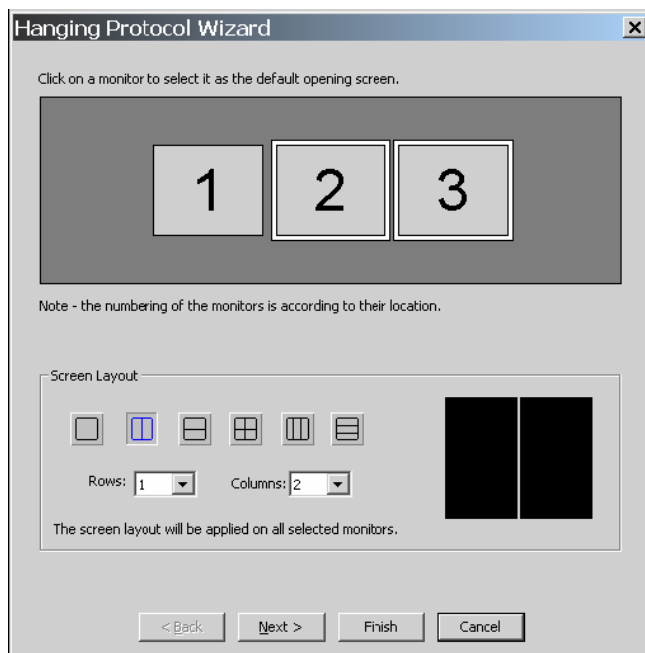 Hanging Protocol Wizard
Click on a monitor to select it as the default opening screen.
1 2 3
Note - the numbering of the monitors is according to their location.
Screen Layout
Rows: 1 Columns: 2
The screen layout will be applied on all selected monitors.
< Back Next > Finish Cancel